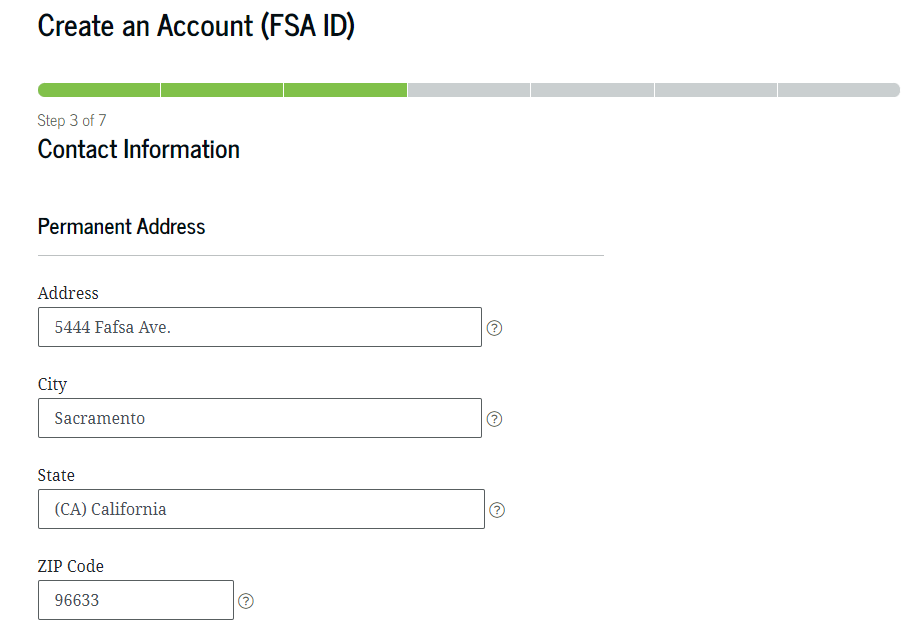 Create an Account (FSA ID)
Step 3 of 7
Contact Information
Permanent Address
Address
5444 Fafsa Ave.
?
City
Sacramento
?
State
(CA) California
?
ZIP Code
96633
?